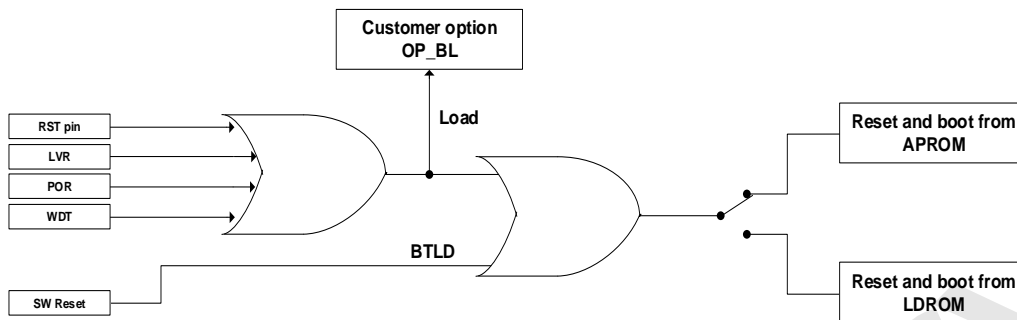 Customer option
OP_BL
Load
RST pin
LVR
POR
WDT
BTLD
SW Reset
Reset and boot from
APROM
Reset and boot from
LDROM